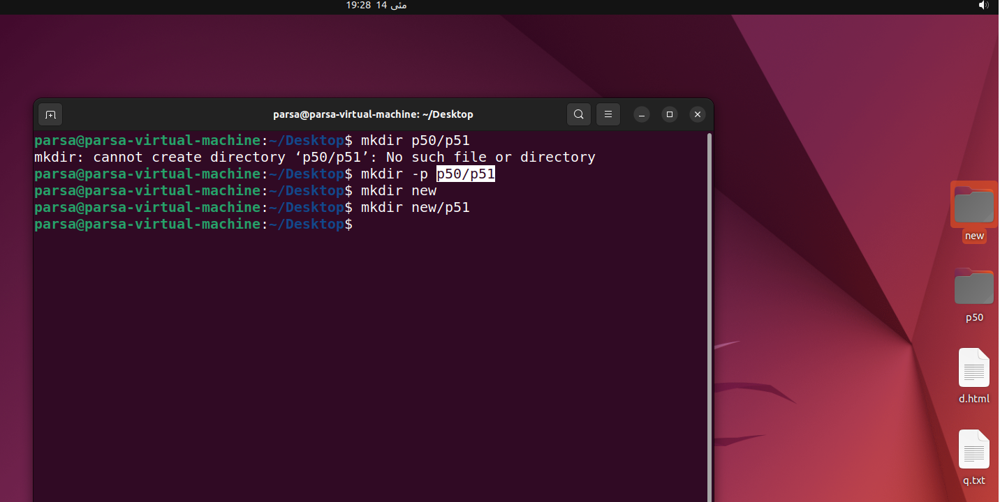 19:28 14 مئی
parsa@parsa-virtual-machine: ~/Desktop
parsa@parsa-virtual-machine:~/Desktop$ mkdir p50/p51
mkdir: cannot create directory ‘p50/p51’: No such file or directory
parsa@parsa-virtual-machine:~/Desktop$ mkdir -p p50/p51
parsa@parsa-virtual-machine:~/Desktop$ mkdir new
parsa@parsa-virtual-machine:~/Desktop$ mkdir new/p51
parsa@parsa-virtual-machine:~/Desktop$
new
p50
d.html
q.txt